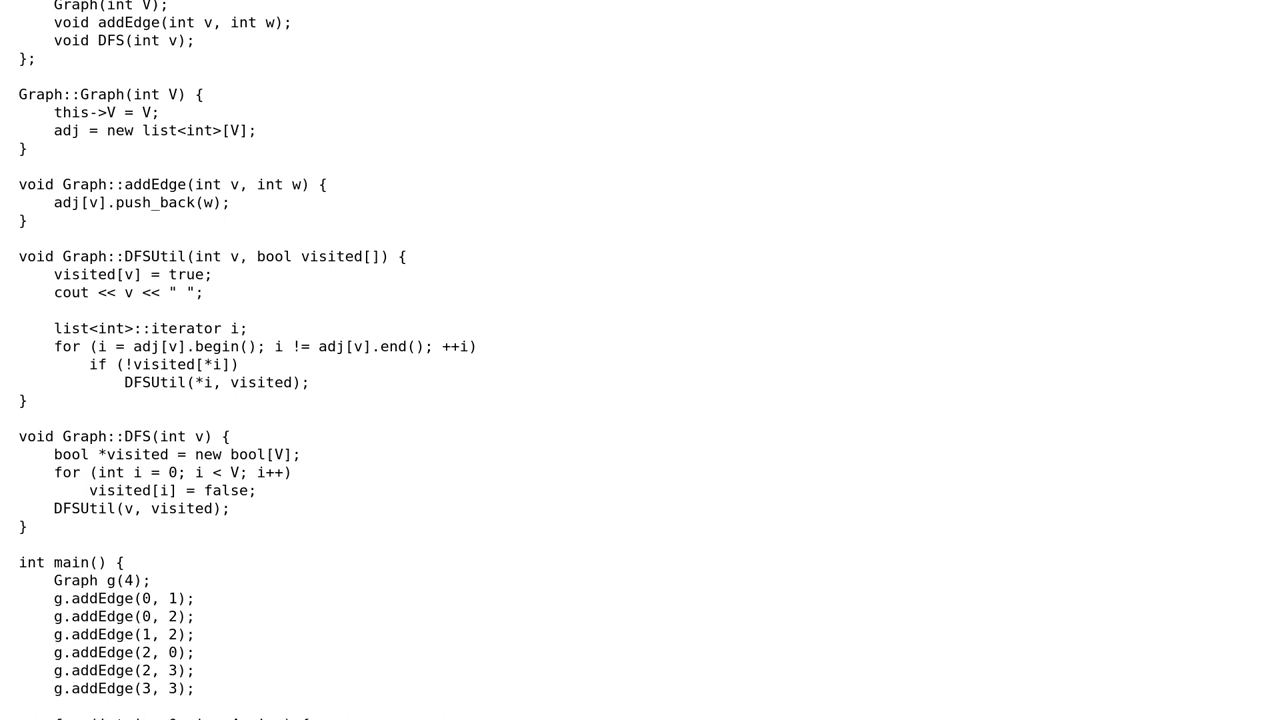 Graph(int V);
    void addEdge(int v, int w);
    void DFS(int v);
};

Graph::Graph(int V) {
    this->V = V;
    adj = new list<int>[V];
}

void Graph::addEdge(int v, int w) {
    adj[v].push_back(w);
}

void Graph::DFSUtil(int v, bool visited[]) {
    visited[v] = true;
    cout << v << " ";

    list<int>::iterator i;
    for (i = adj[v].begin(); i != adj[v].end(); ++i)
        if (!visited[*i])
            DFSUtil(*i, visited);
}

void Graph::DFS(int v) {
    bool *visited = new bool[V];
    for (int i = 0; i < V; i++)
        visited[i] = false;
    DFSUtil(v, visited);
}

int main() {
    Graph g(4);
    g.addEdge(0, 1);
    g.addEdge(0, 2);
    g.addEdge(1, 2);
    g.addEdge(2, 0);
    g.addEdge(2, 3);
    g.addEdge(3, 3);